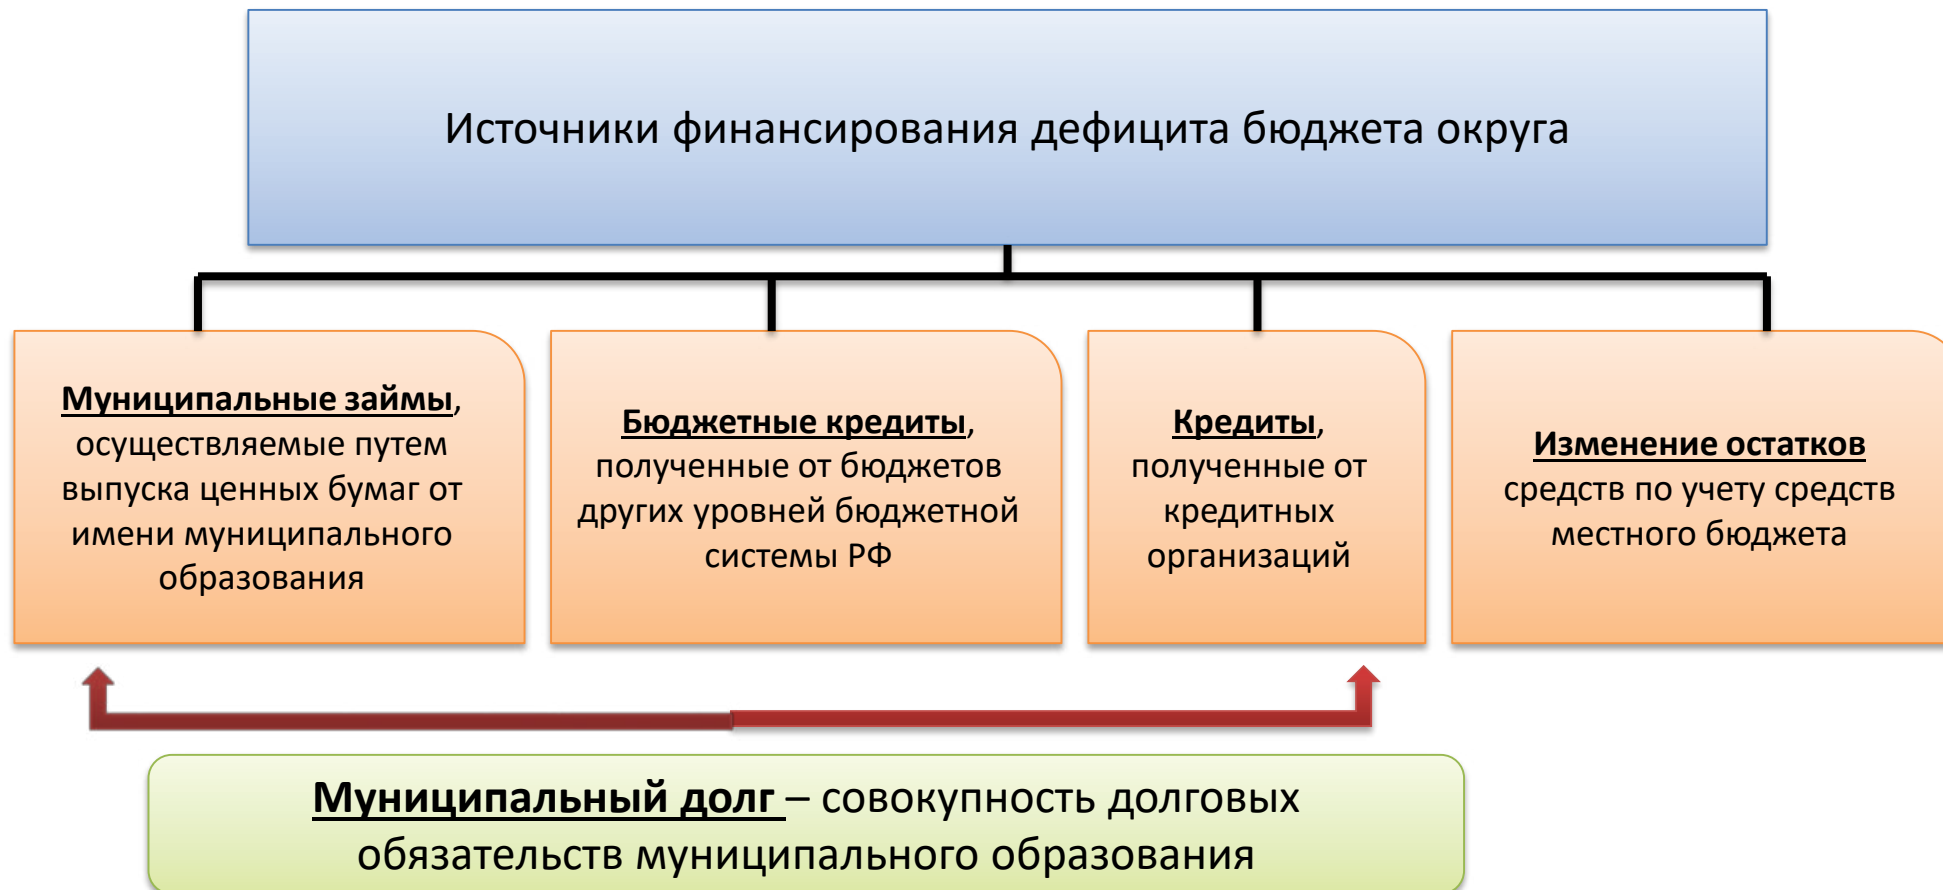 Источники финансирования дефицита бюджета округа
Муниципальные займы,
осуществляемые путем
выпуска ценных бумаг от
имени муниципального
образования
Бюджетные кредиты,
полученные от бюджетов
других уровней бюджетной
системы РФ
Кредиты,
полученные от
кредитных
организаций
Изменение остатков
средств по учету средств
местного бюджета
Муниципальный долг – совокупность долговых
обязательств муниципального образования